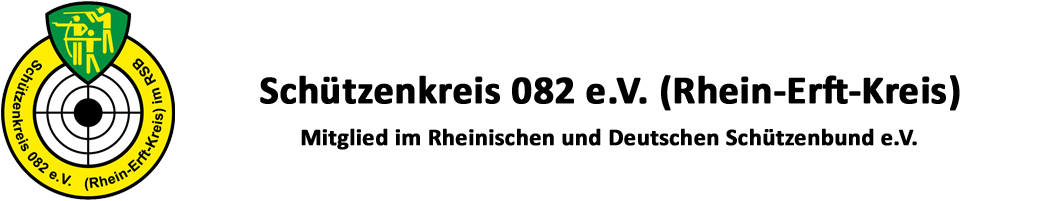 Schützenkreis 082 e.V. (Rhein-Erft-Kreis) im RSB
Schützenkreis 082 e.V. (Rhein-Erft-Kreis)
Mitglied im Rheinischen und Deutschen Schützenbund e.V.